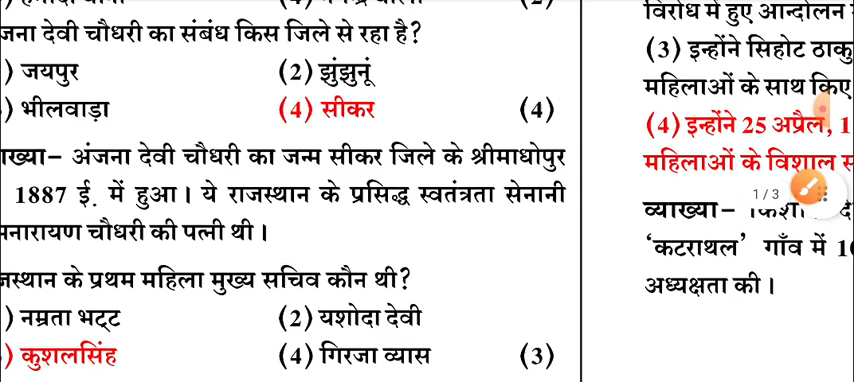 जना देवी चौधरी का संबंध किस जिले से रहा है?
) जयपुर (2) झुंझुनूं
) भीलवाड़ा (4) सीकर (4)
ाख्या– अंजना देवी चौधरी का जन्म सीकर जिले के श्रीमाधोपुर
1887 ई. में हुआ। ये राजस्थान के प्रसिद्ध स्वतंत्रता सेनानी
मनारायण चौधरी की पत्नी थी।
जस्थान के प्रथम महिला मुख्य सचिव कौन थी?
) नम्रता भट्ट (2) यशोदा देवी
) कुशलसिंह (4) गिरजा व्यास (3)
विरोध में हुए आन्दोलन
(3) इन्होंने सिहोट ठाकु
महिलाओं के साथ किए
(4) इन्होंने 25 अप्रैल, 1
महिलाओं के विशाल स
1/3
व्याख्या– दे
'कटराथल' गाँव में 10
अध्यक्षता की।